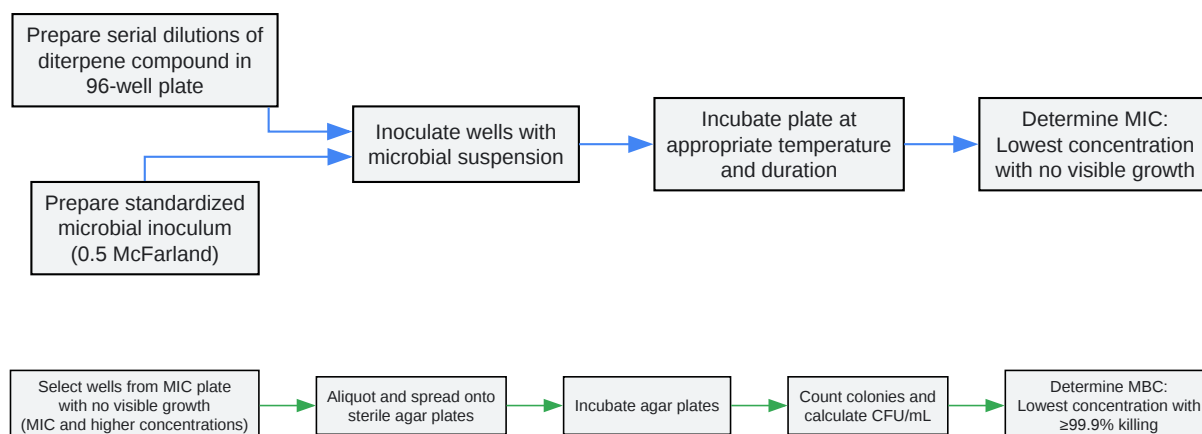 Prepare serial dilutions of
diterpene compound in
96-well plate
Prepare standardized
microbial inoculum
(0.5 McFarland)
Inoculate wells with
microbial suspension
Incubate plate at
appropriate temperature
and duration
Determine MIC:
Lowest concentration
with no visible growth
Select wells from MIC plate
with no visible growth
(MIC and higher concentrations)
Aliquot and spread onto
sterile agar plates
Incubate agar plates
Count colonies and
calculate CFU/mL
Determine MBC:
Lowest concentration with
≥99.9% killing